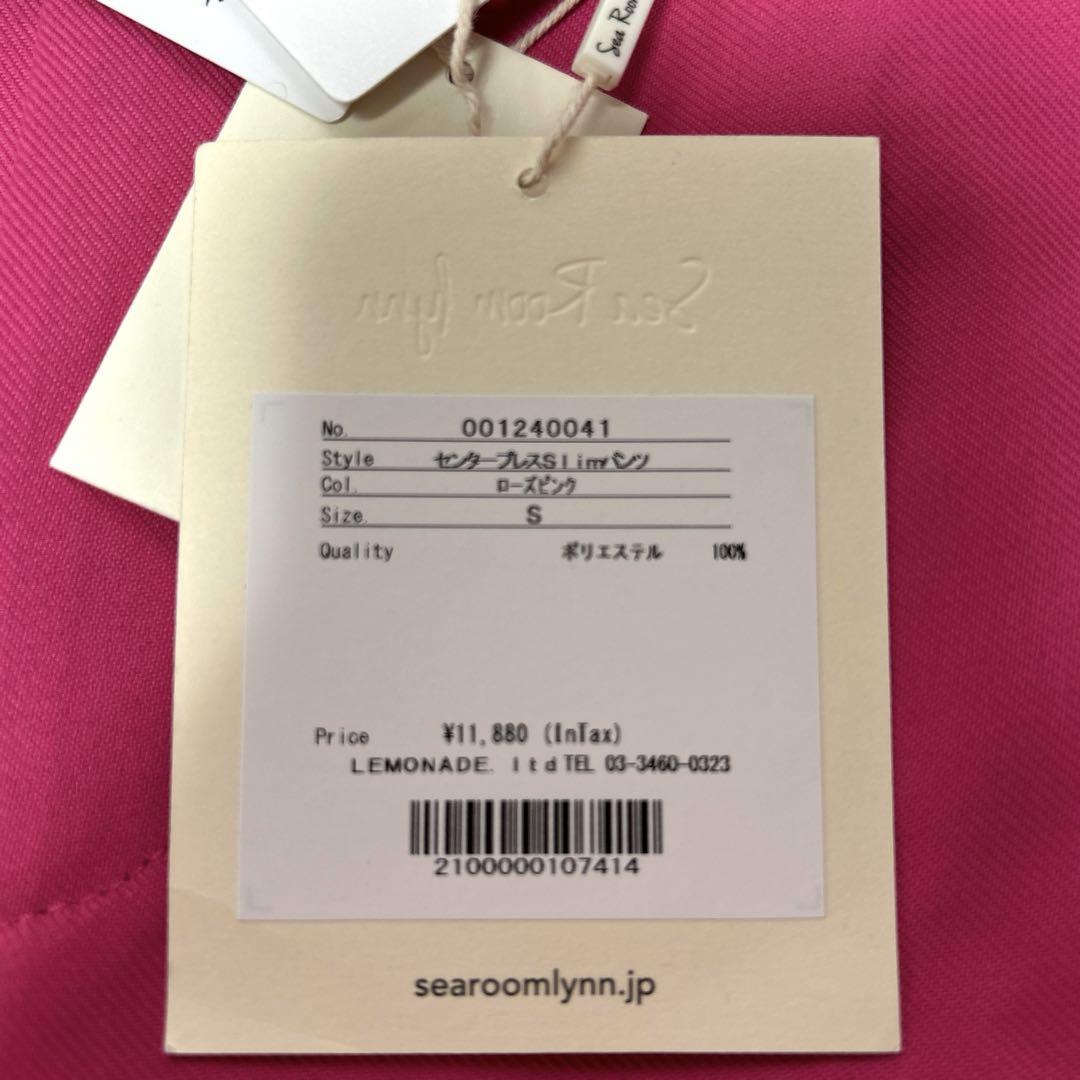 Sea Room
Sea Room lynn
No. 001240041
Style センタープレスSlimパンツ
Col. ローズピンク
Size. S
Quality ポリエステル 100%
Price ¥11,880 (InTax)
LEMONADE. ltd TEL 03-3460-0323
2100000107414
searoomlynn.jp